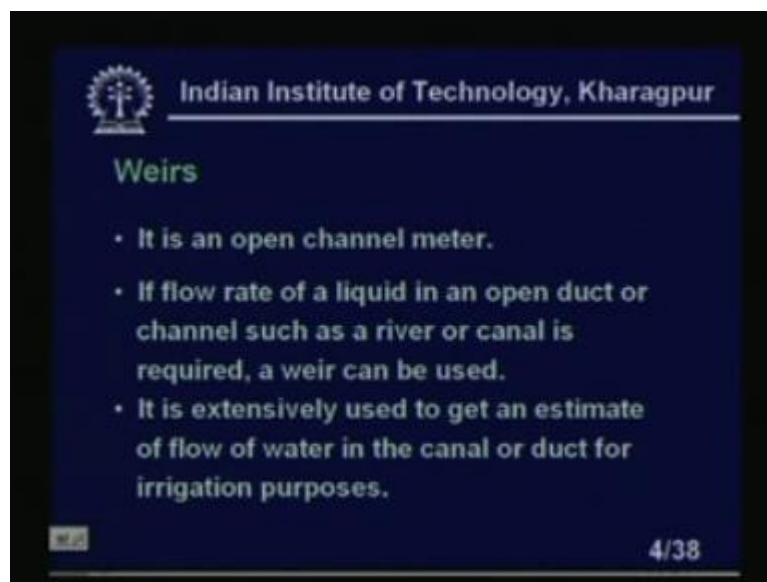 Indian Institute of Technology, Kharagpur
Weirs
• It is an open channel meter.
• If flow rate of a liquid in an open duct or
channel such as a river or canal is
required, a weir can be used.
• It is extensively used to get an estimate
of flow of water in the canal or duct for
irrigation purposes.
4/38